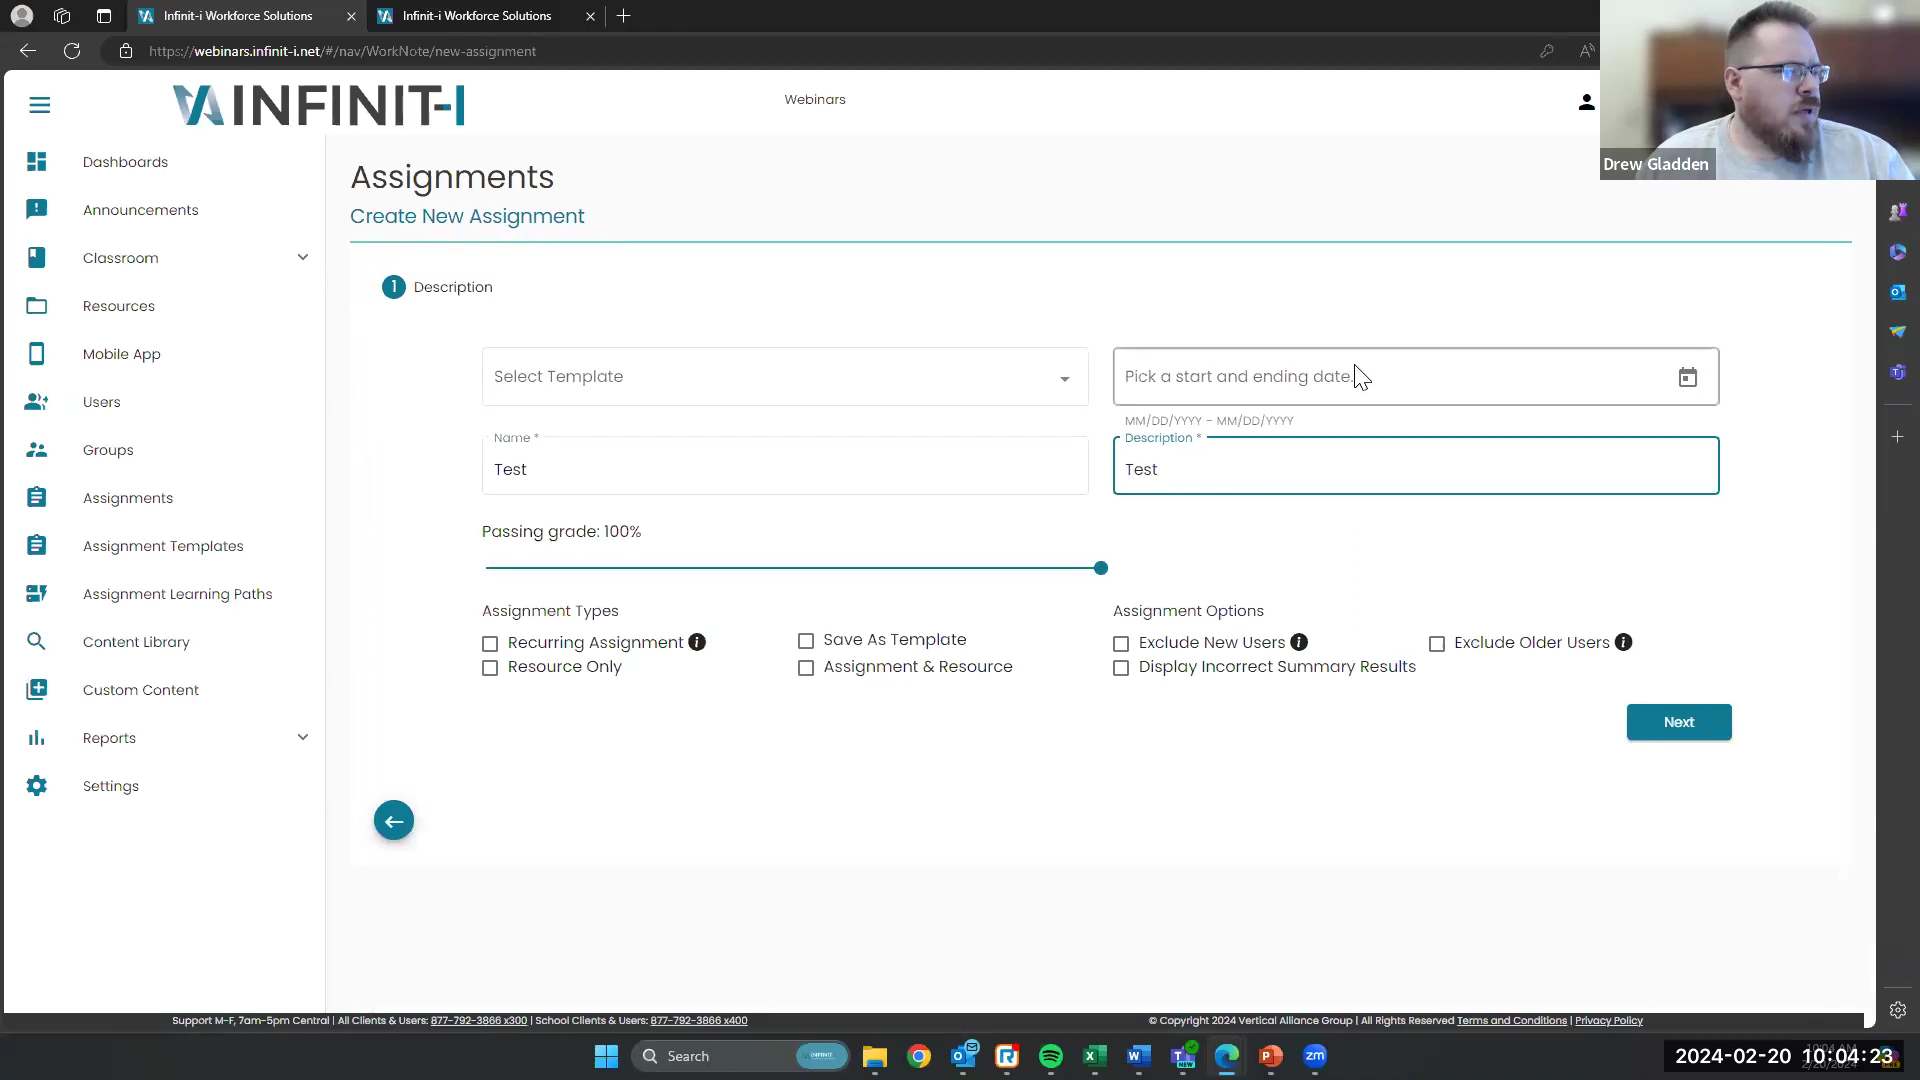 Infinit-i Workforce Solutions
Infinit-i Workforce Solutions
https://webinars.infinit-i.net/#/nav/WorkNote/new-assignment
INFINIT-I
Webinars
Drew Gladden
Dashboards
Announcements
Classroom
Resources
Mobile App
Users
Groups
Assignments
Assignment Templates
Assignment Learning Paths
Content Library
Custom Content
Reports
Settings
Assignments
Create New Assignment
1 Description
Select Template
Pick a start and ending date.
MM/DD/YYYY – MM/DD/YYYY
Name *
Test
Description *
Test
Passing grade: 100%
Assignment Types
Recurring Assignment
Save As Template
Resource Only
Assignment & Resource
Assignment Options
Exclude New Users
Exclude Older Users
Display Incorrect Summary Results
Next
Support M-F, 7am-5pm Central | All Clients & Users: 877-792-3866 x300 | School Clients & Users: 877-792-3866 x400
© Copyright 2024 Vertical Alliance Group | All Rights Reserved Terms and Conditions | Privacy Policy
Search
2024-02-20 10:04:23